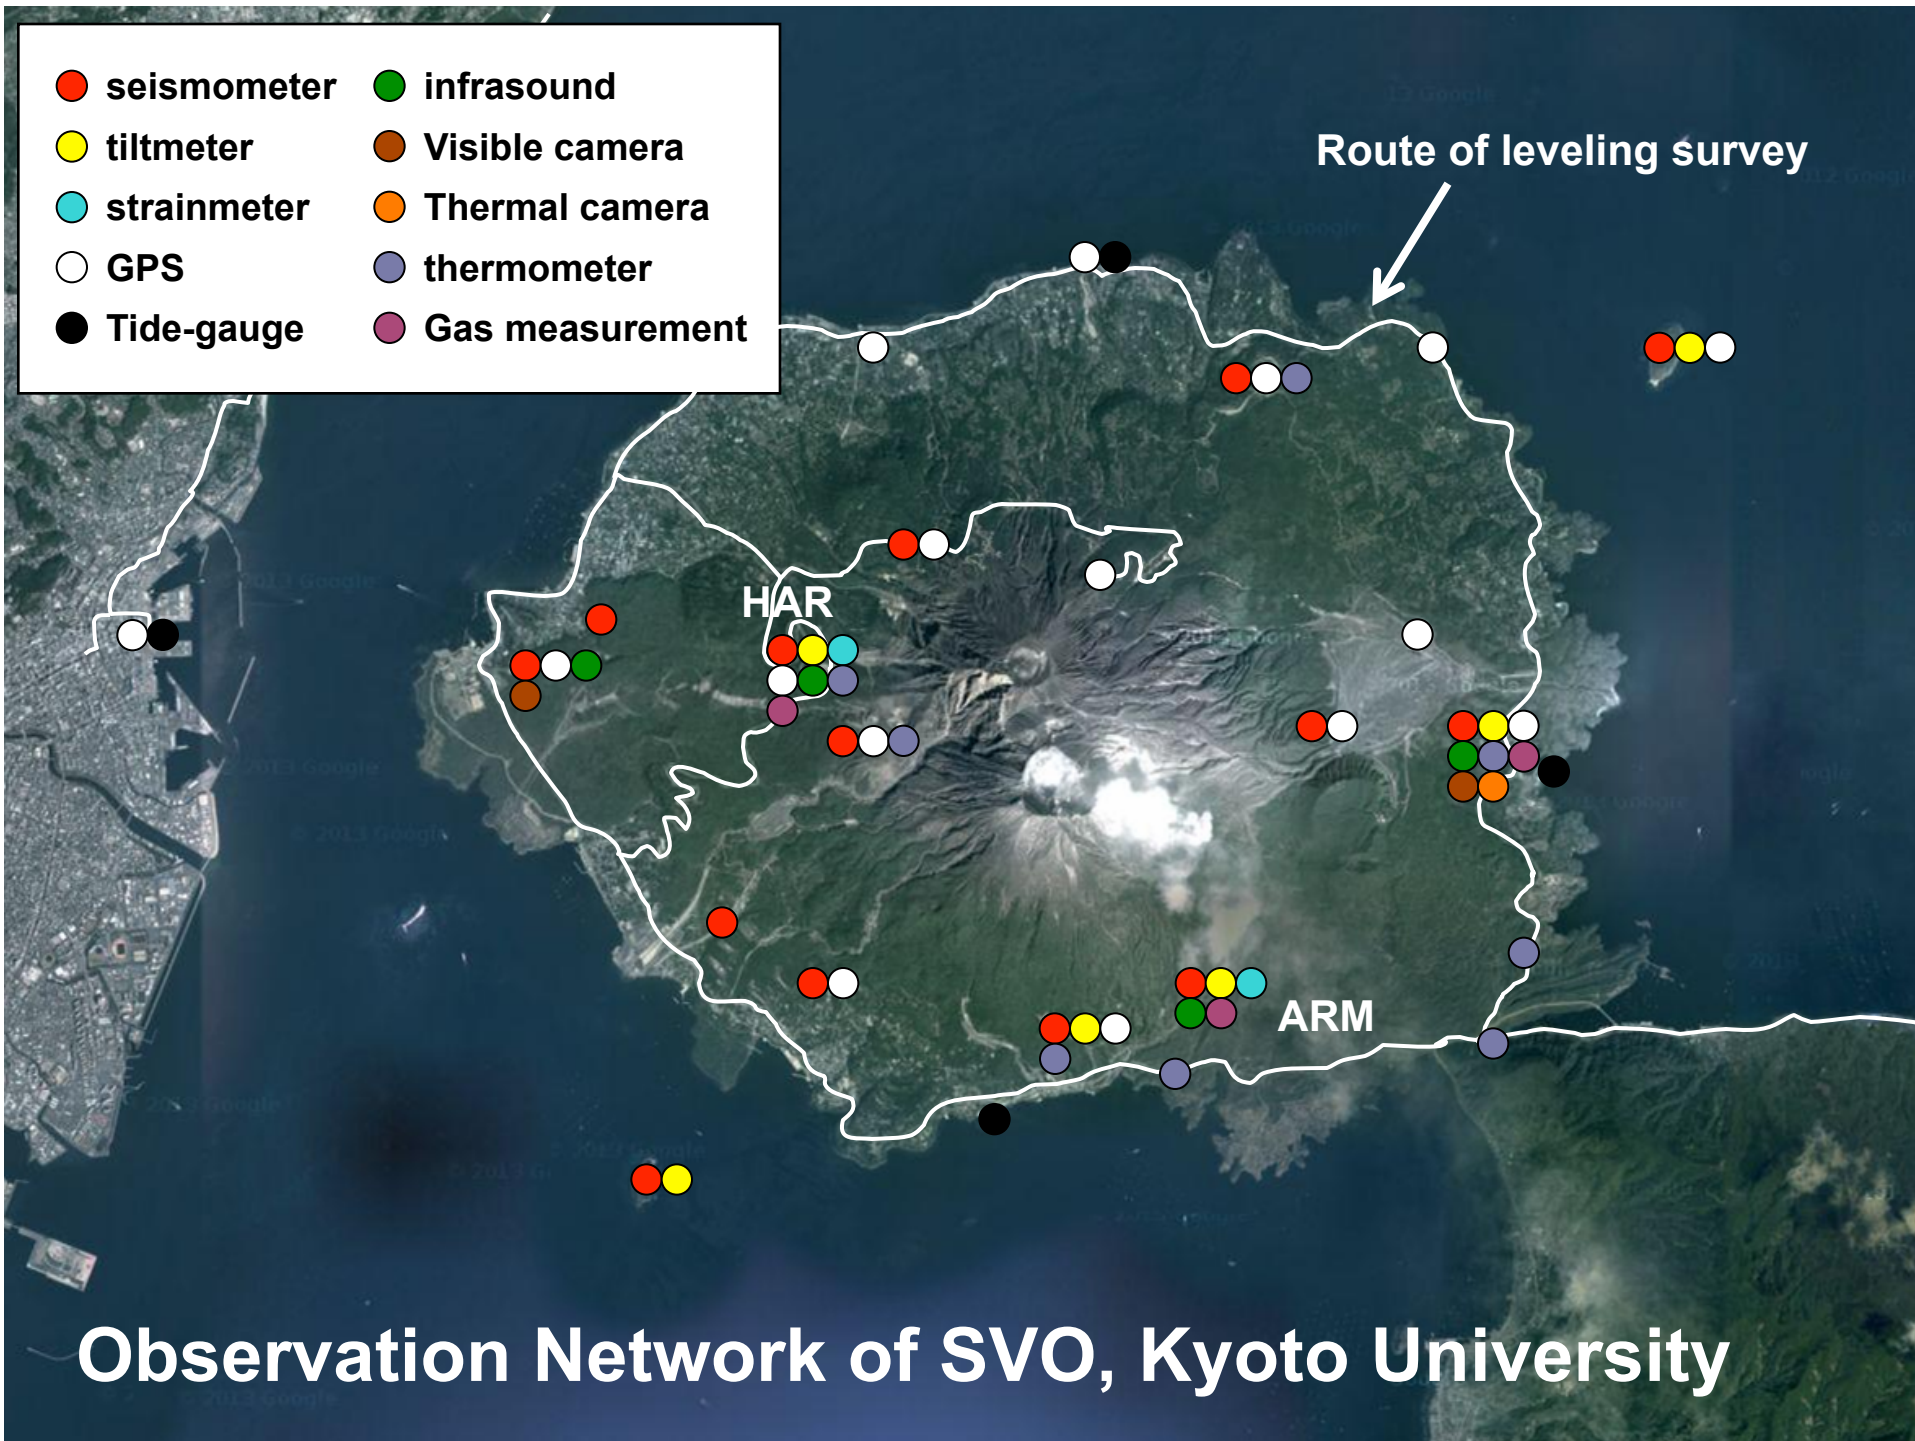 seismometer
infrasound
tiltmeter
Visible camera
strainmeter
Thermal camera
GPS
thermometer
Tide-gauge
Gas measurement
Route of leveling survey
HAR
ARM
Observation Network of SVO, Kyoto University